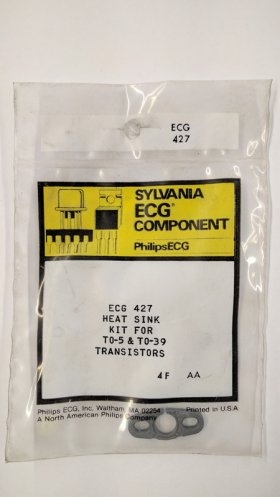 ECG
427
SYLVANIA
ECG®
COMPONENT
PhilipsECG
ECG 427
HEAT SINK
KIT FOR
TO-5 & TO-39
TRANSISTORS
4F AA
Philips ECG, Inc. Waltham, MA 02254 Printed in U.S.A
A North American Philips Company